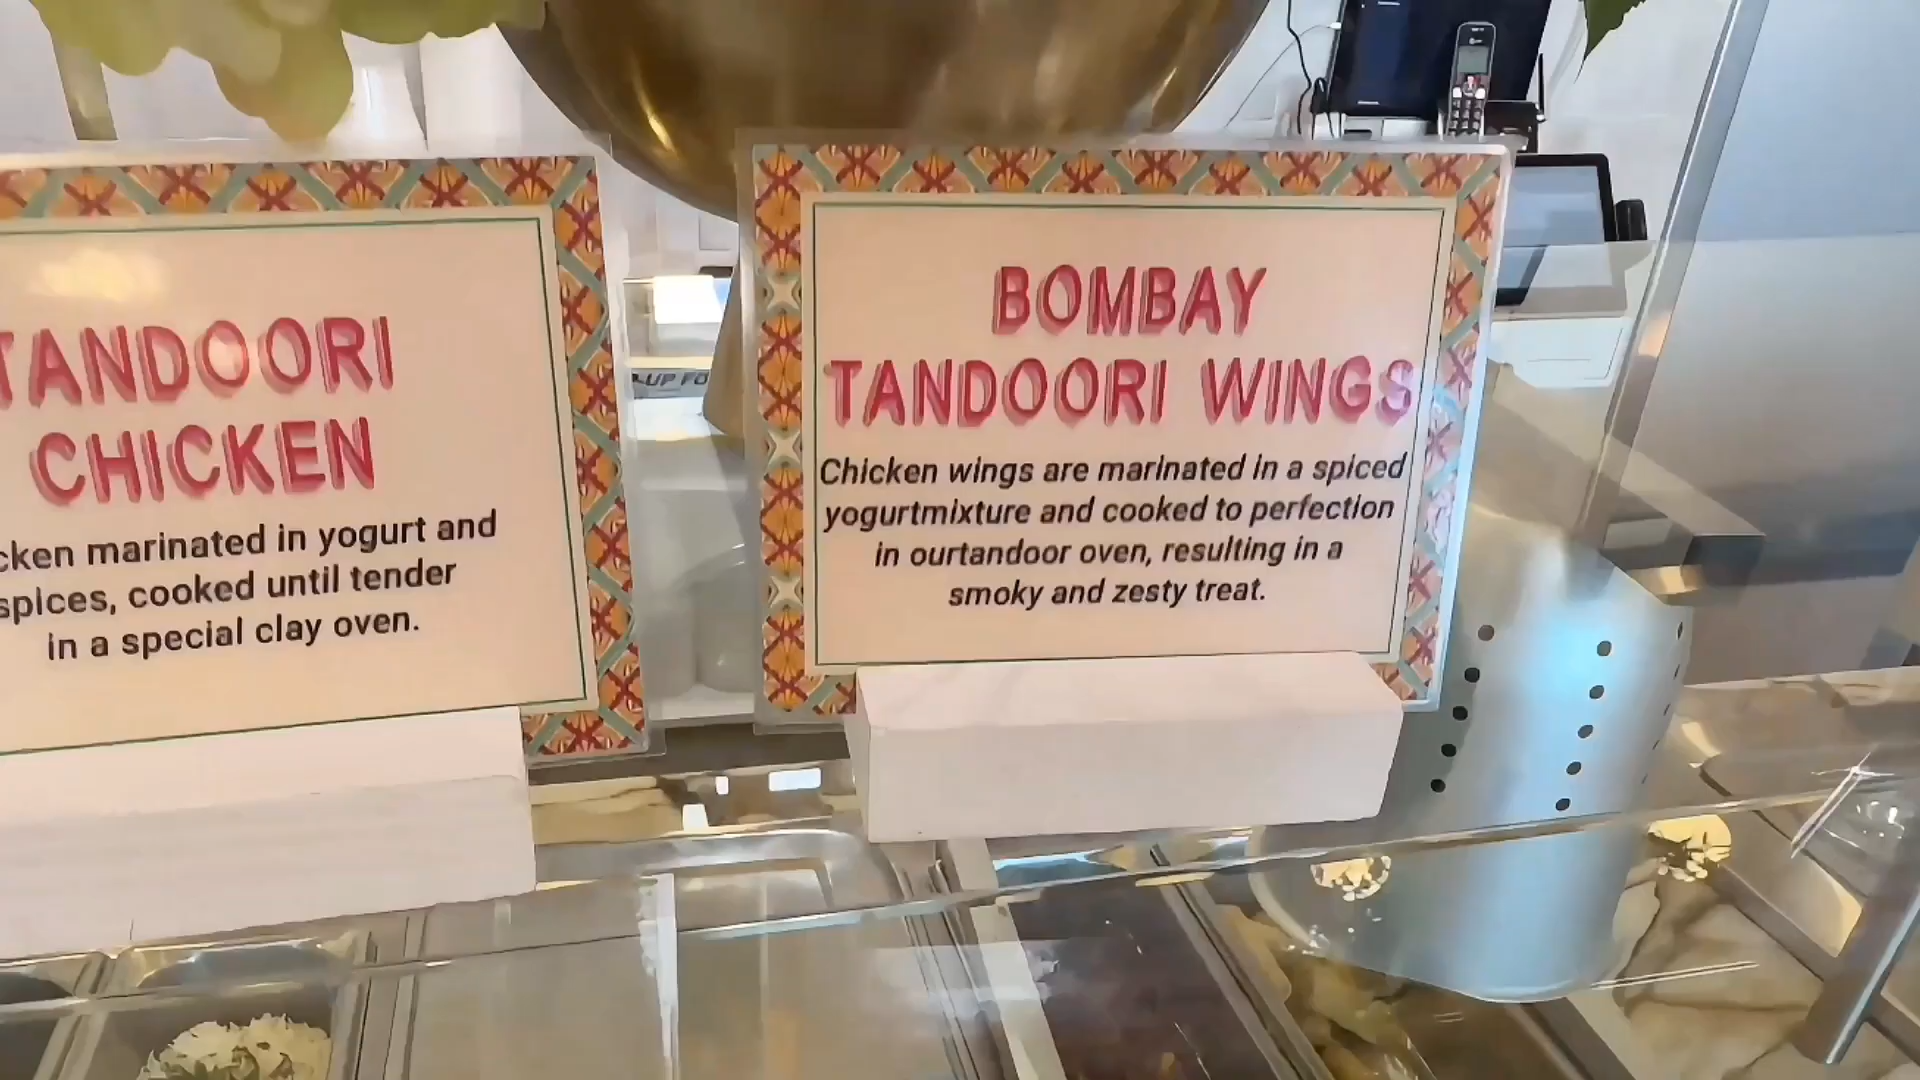 TANDOORI
CHICKEN
cken marinated in yogurt and
spices, cooked until tender
in a special clay oven.
BOMBAY
TANDOORI WINGS
Chicken wings are marinated in a spiced
yogurtmixture and cooked to perfection
in ourtandoor oven, resulting in a
smoky and zesty treat.
-UP FO